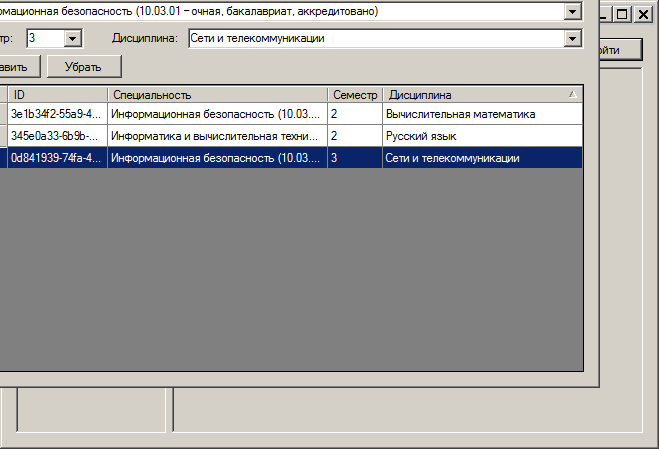 рмационная безопасность (10.03.01 – очная, бакалавриат, аккредитовано)
тр: 3 Дисциплина: Сети и телекоммуникации
ойти
авить Убрать
ID Специальность Семестр Дисциплина
3e1b34f2-55a9-4... Информационная безопасность (10.03.... 2 Вычислительная математика
345e0a33-6b9b-... Информатика и вычислительная техни... 2 Русский язык
0d841939-74fa-4... Информационная безопасность (10.03.... 3 Сети и телекоммуникации